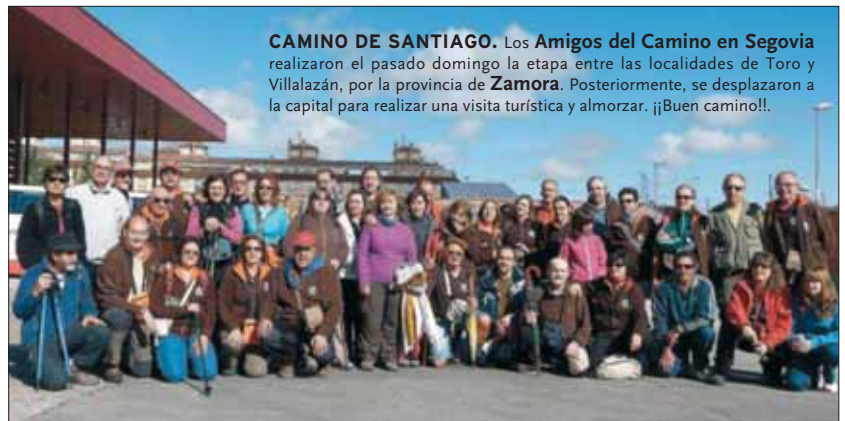 CAMINO DE SANTIAGO. Los Amigos del Camino en Segovia
realizaron el pasado domingo la etapa entre las localidades de Toro y
Villalazán, por la provincia de Zamora. Posteriormente, se desplazaron a
la capital para realizar una visita turística y almorzar. ¡¡Buen camino!!.